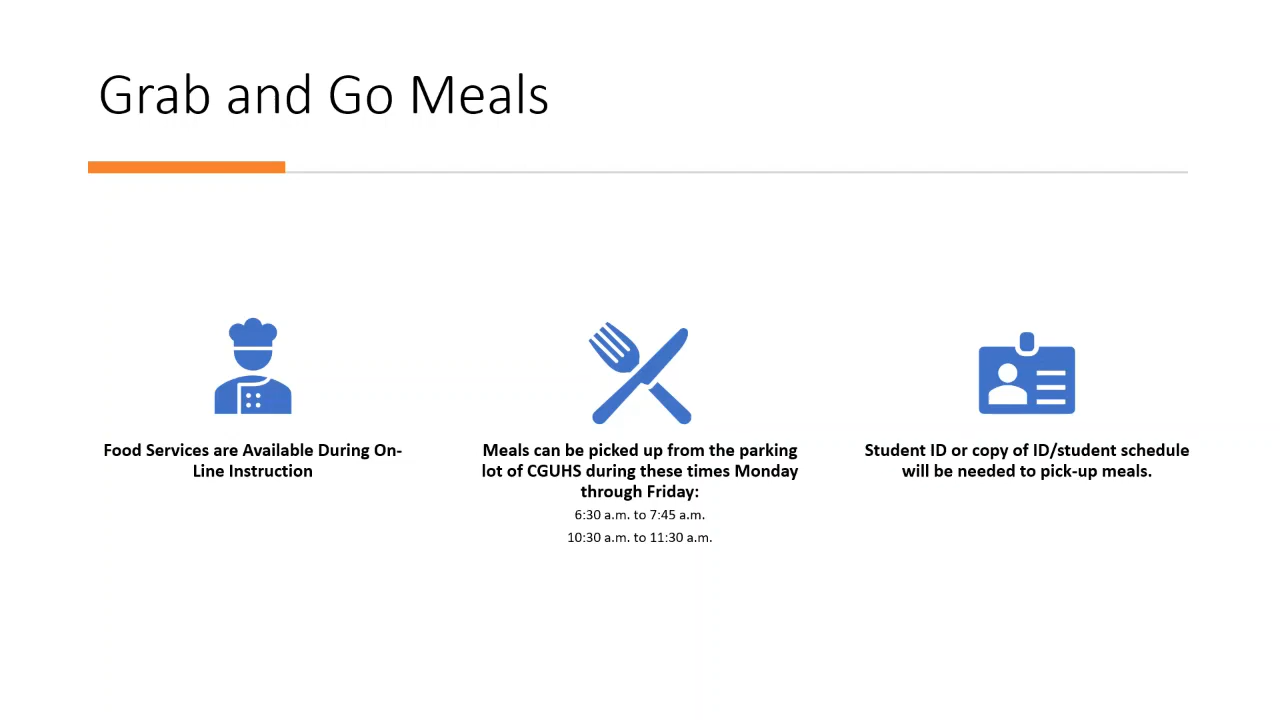 Grab and Go Meals
Food Services are Available During On-
Line Instruction
Meals can be picked up from the parking
lot of CGUHS during these times Monday
through Friday:
6:30 a.m. to 7:45 a.m.
10:30 a.m. to 11:30 a.m.
Student ID or copy of ID/student schedule
will be needed to pick-up meals.